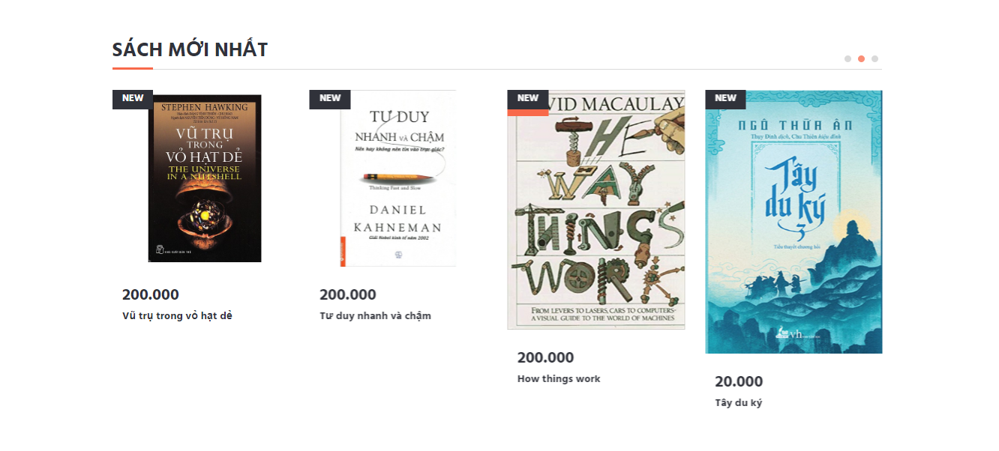 SÁCH MỚI NHẤT
NEW
STEPHEN HAWKING
VŨ TRỤ
TRONG
VỎ HẠT DẺ
THE UNIVERSE
IN A NUTSHELL
200.000
Vũ trụ trong vỏ hạt dẻ
NEW
TƯ DUY
NHANH VÀ CHẬM
Nên hay không nên tin vào trực giác?
Thinking Fast and Slow
DANIEL
KAHNEMAN
Giải Nobel kinh tế năm 2002
200.000
Tư duy nhanh và chậm
NEW
VID MACAULAY
THE
WAY
THINGS
WORK
FROM LEVERS TO LASERS, CARS TO COMPUTERS-
A VISUAL GUIDE TO THE WORLD OF MACHINES
200.000
How things work
NEW
NGÔ THỪA ÂN
Thụy Đinh dịch, Chu Thiên hiệu đính
Tây
du ký
3
Tiểu thuyết chương hồi
vh
20.000
Tây du ký